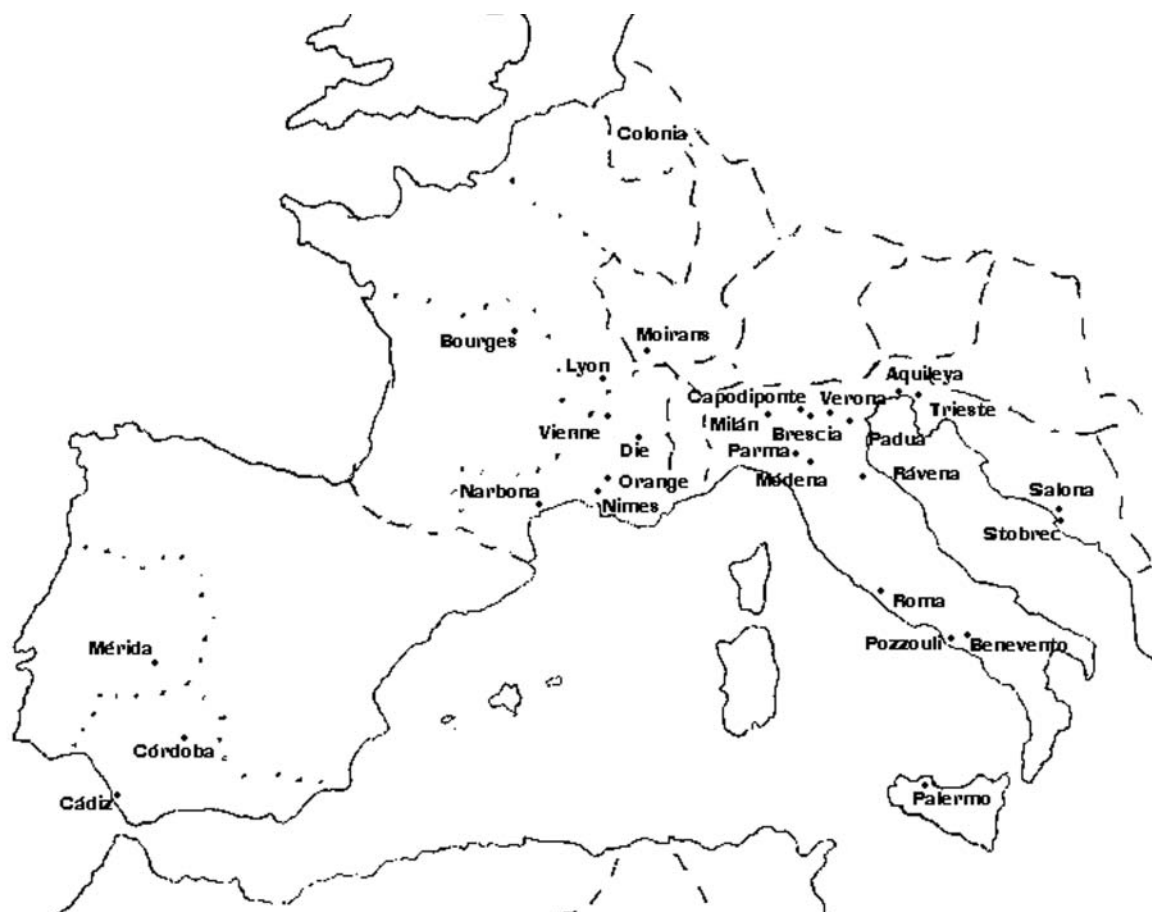 Colonia
Moirans
Bourges
Lyon
Aquileya
Capodiponte
Verona
Trieste
Milán
Vienne
Brescia
Padua
Die
Parma
Orange
Módena
Rávena
Narbona
Nimes
Salona
Stobrec
Roma
Mérida
Pozzouli
Benevento
Córdoba
Cádiz
Palermo